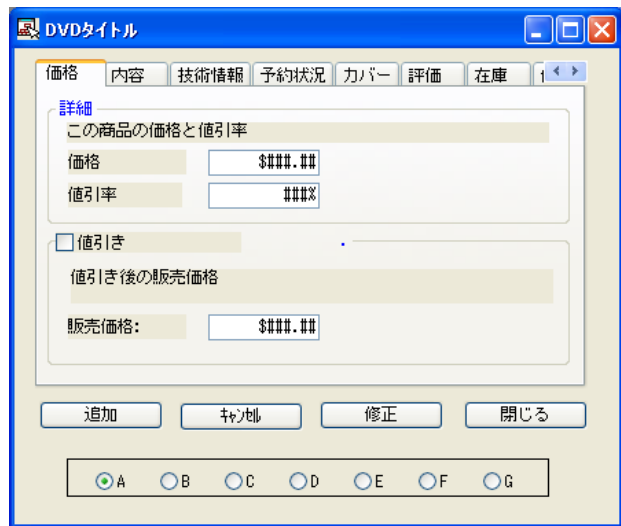 DVDタイトル
価格 内容 技術情報 予約状況 カバー 評価 在庫
詳細
この商品の価格と値引率
価格 $###.##
値引率 ###%
値引き
値引き後の販売価格
販売価格: $###.##
追加 ｷｬﾝｾﾙ 修正 閉じる
A B C D E F G